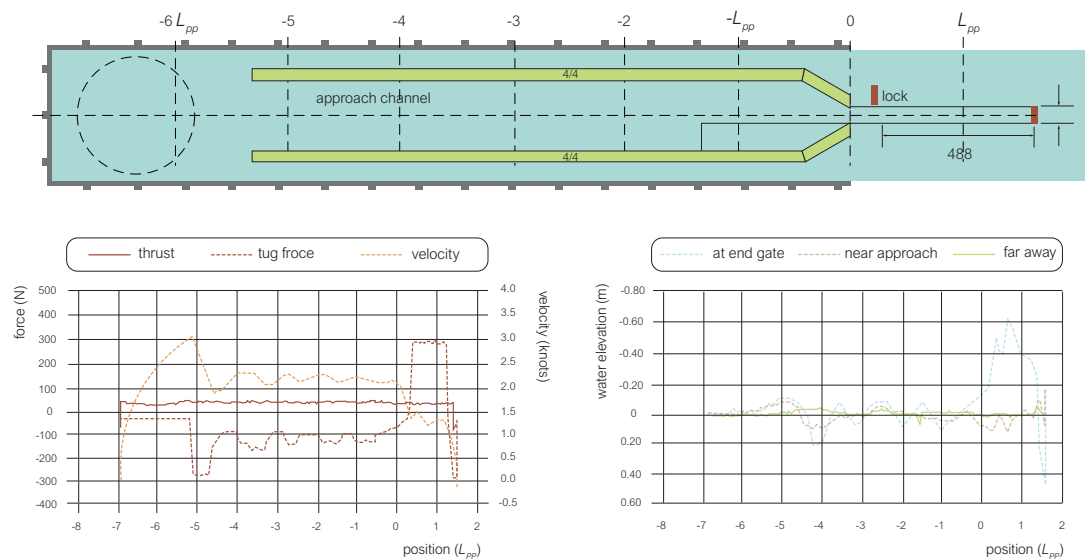 -6 Lpp -5 -4 -3 -2 -Lpp 0 Lpp
4/4
approach channel
lock
4/4
488
thrust tug froce velocity
at end gate near approach far away
force (N)
500
400
300
200
100
0
-100
-200
-300
-400
4.0
3.5
3.0
2.5
2.0
1.5
1.0
0.5
0.0
-0.5
velocity (knots)
-8 -7 -6 -5 -4 -3 -2 -1 0 1 2
position (Lpp)
water elevation (m)
-0.80
-0.60
-0.40
-0.20
0
0.20
0.40
0.60
-8 -7 -6 -5 -4 -3 -2 -1 0 1 2
position (Lpp)